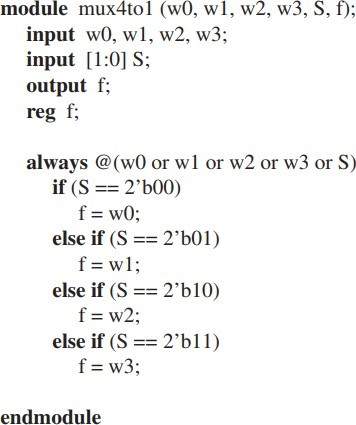 module mux4to1 (w0, w1, w2, w3, S, f);
input w0, w1, w2, w3;
input [1:0] S;
output f;
reg f;
always @(w0 or w1 or w2 or w3 or S)
if (S == 2’b00)
f = w0;
else if (S == 2’b01)
f = w1;
else if (S == 2’b10)
f = w2;
else if (S == 2’b11)
f = w3;
endmodule